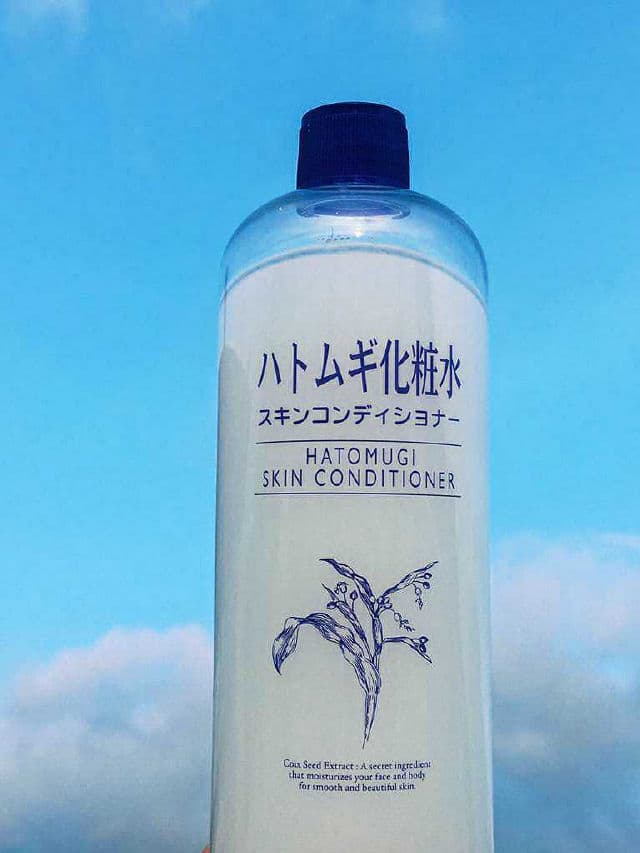 ハトムギ化粧水
スキンコンディショナー
HATOMUGI
SKIN CONDITIONER
Coix Seed Extract : A secret ingredient
that moisturizes your face and body
for smooth and beautiful skin.